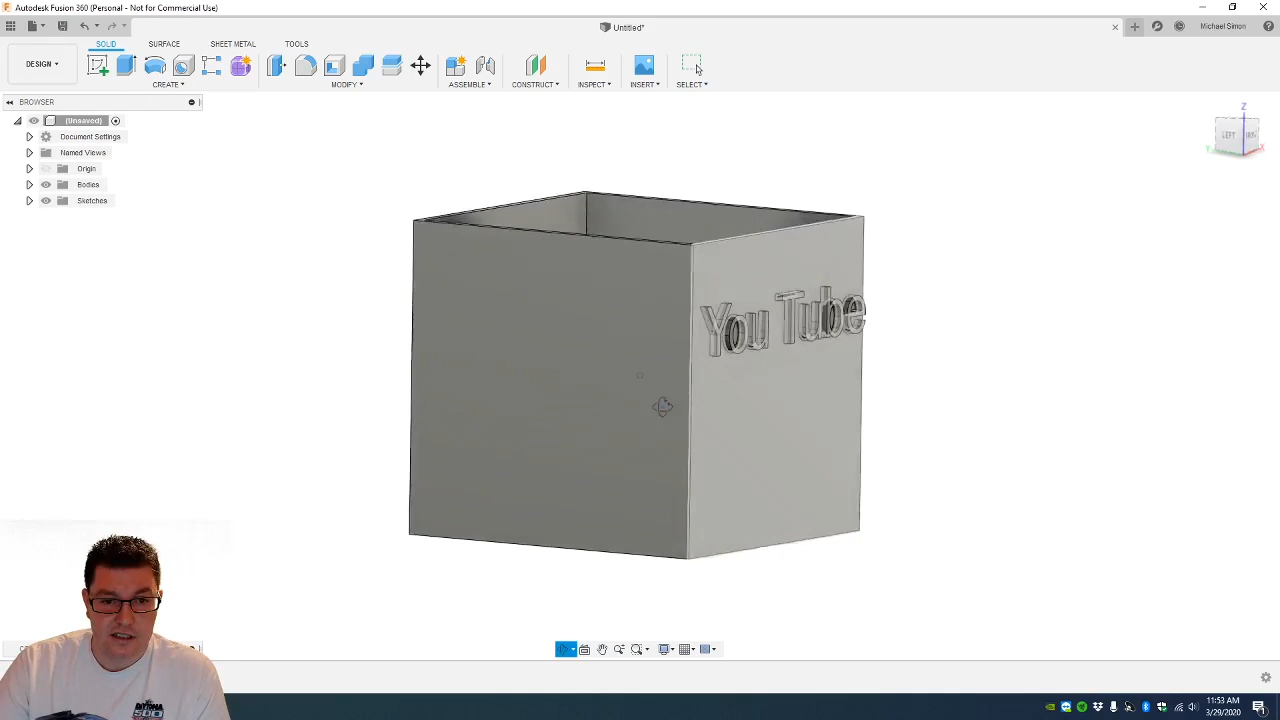 Autodesk Fusion 360 (Personal - Not for Commercial Use)
Untitled*
Michael Simon
SOLID SURFACE SHEET METAL TOOLS
DESIGN
CREATE MODIFY ASSEMBLE CONSTRUCT INSPECT INSERT SELECT
BROWSER
(Unsaved)
Document Settings
Named Views
Origin
Bodies
Sketches
Z
LEFT
You Tube
DAYTONA
500
11:53 AM
3/29/2020